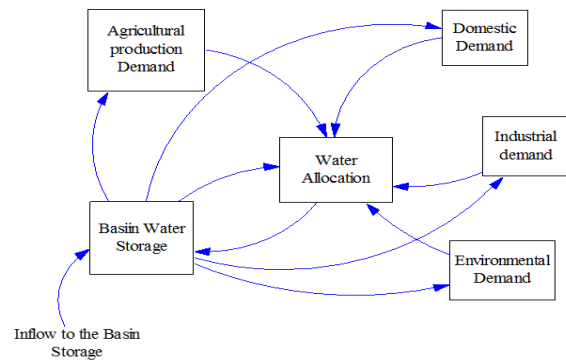 Agricultural
production
Demand
Domestic
Demand
Water
Allocation
Industrial
demand
Basiin Water
Storage
Environmental
Demand
Inflow to the Basin
Storage